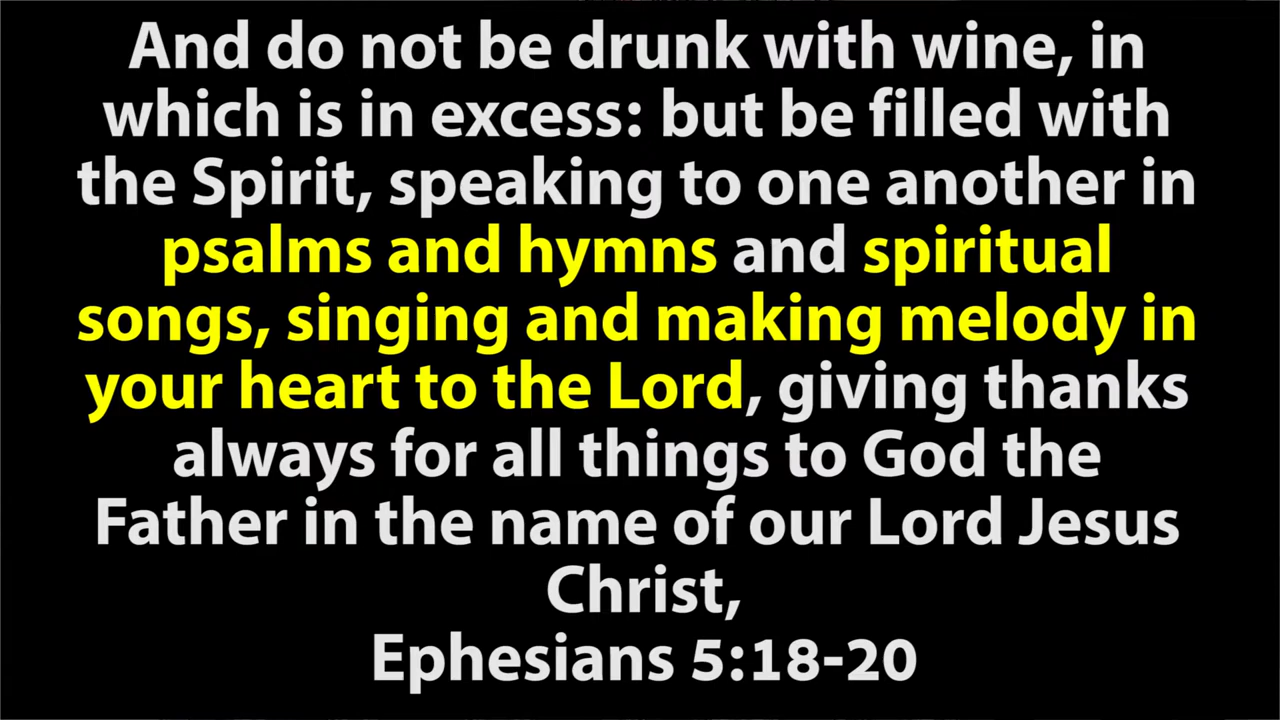 And do not be drunk with wine, in
which is in excess: but be filled with
the Spirit, speaking to one another in
psalms and hymns and spiritual
songs, singing and making melody in
your heart to the Lord, giving thanks
always for all things to God the
Father in the name of our Lord Jesus
Christ,
Ephesians 5:18-20